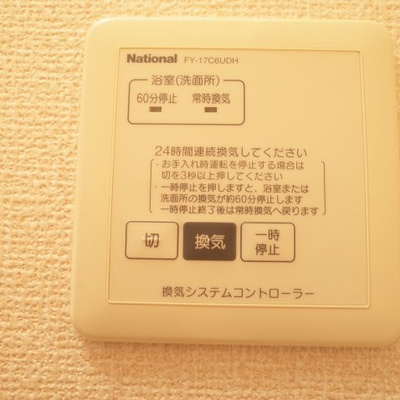 National FY-17C6UDH
浴室(洗面所)
60分停止 常時換気
24時間連続換気してください
・お手入れ時運転を停止する場合は
切を3秒以上押してください
・一時停止を押しますと、浴室または
洗面所の換気が約60分停止します
一時停止終了後は常時換気へ戻ります
切 換気 一時
停止
換気システムコントローラー